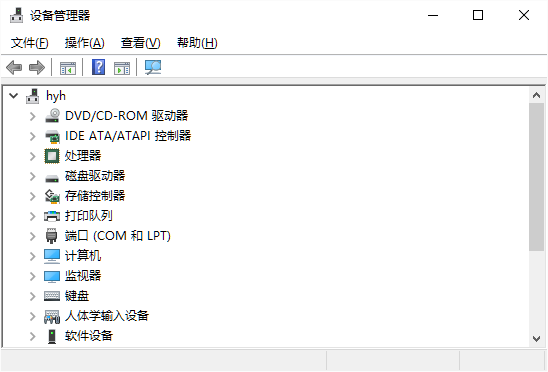 设备管理器
文件(F) 操作(A) 查看(V) 帮助(H)
hyh
DVD/CD-ROM 驱动器
IDE ATA/ATAPI 控制器
处理器
磁盘驱动器
存储控制器
打印队列
端口 (COM 和 LPT)
计算机
监视器
键盘
人体学输入设备
软件设备